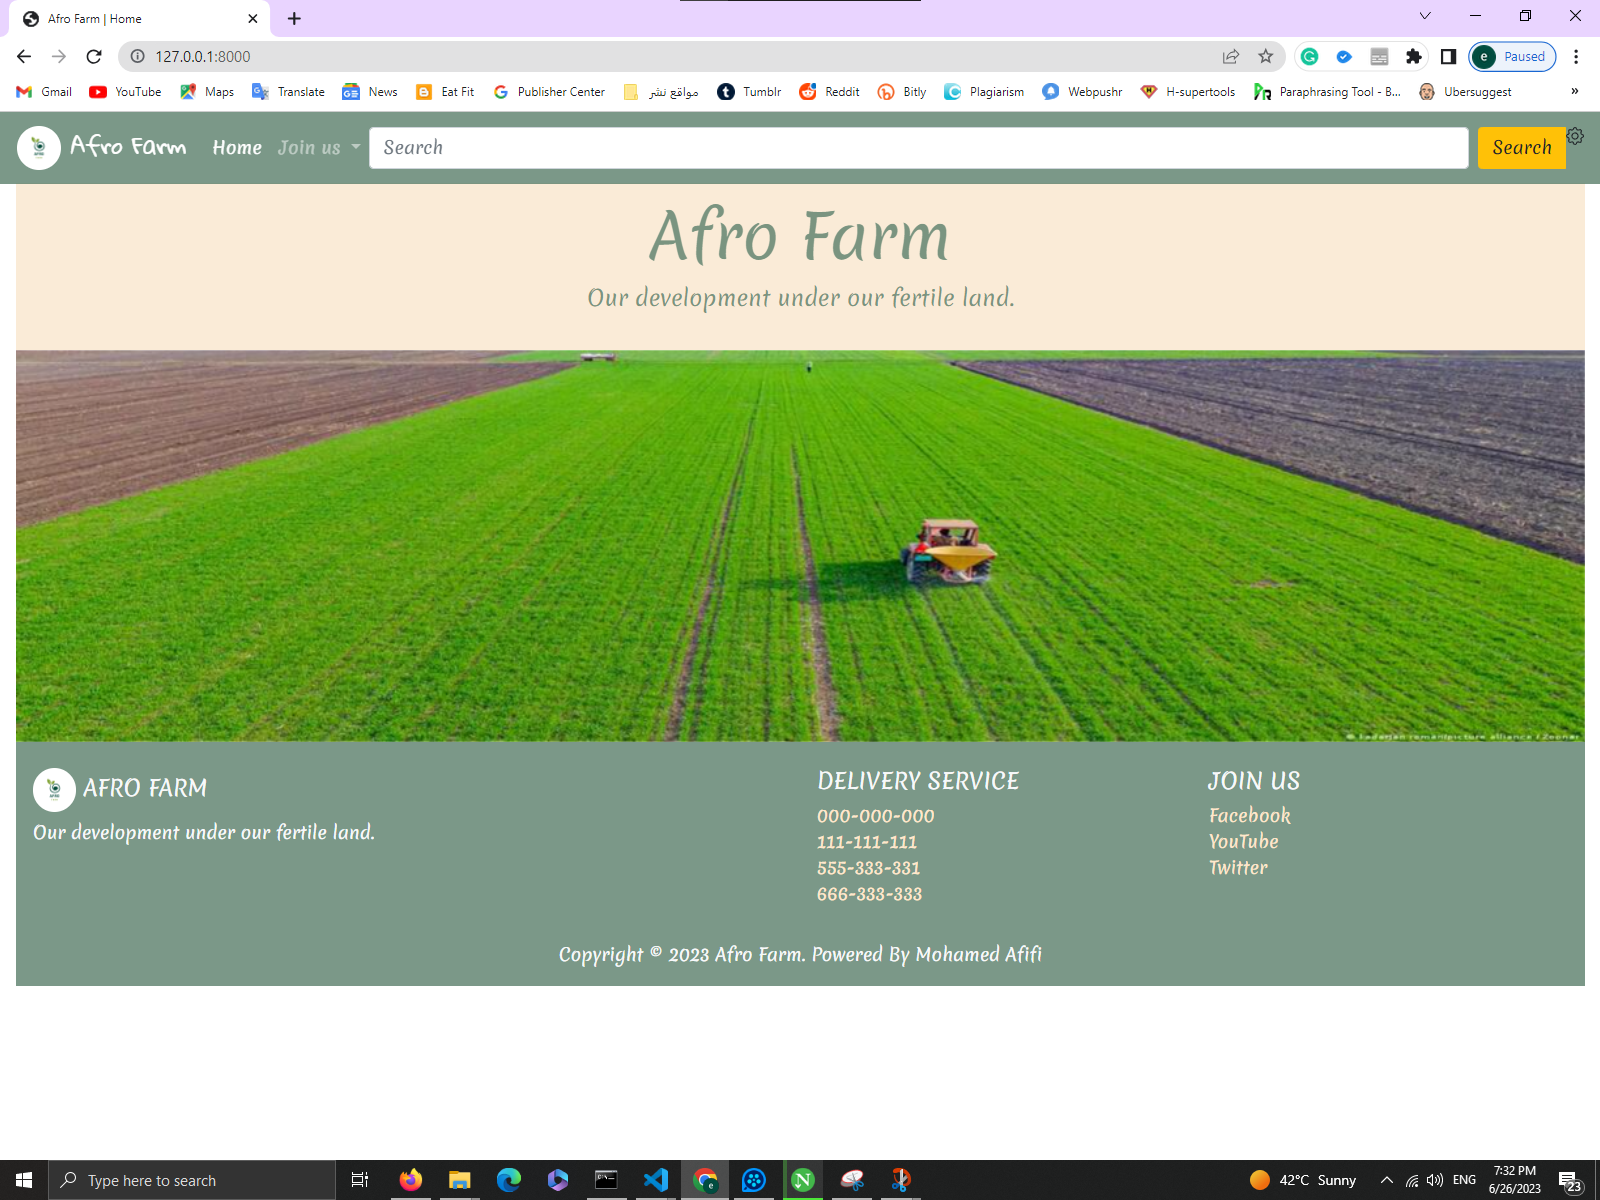 Afro Farm | Home
127.0.0.1:8000
Paused
Gmail YouTube Maps Translate News Eat Fit Publisher Center مواقع نشر Tumblr Reddit Bitly Plagiarism Webpushr H-supertools Paraphrasing Tool - B... Ubersuggest »
Afro Farm Home Join us Search Search
Afro Farm
Our development under our fertile land.
AFRO FARM
Our development under our fertile land.
DELIVERY SERVICE
000-000-000
111-111-111
555-333-331
666-333-333
JOIN US
Facebook
YouTube
Twitter
Copyright © 2023 Afro Farm. Powered By Mohamed Afifi
Type here to search
42°C Sunny
ENG
7:32 PM
6/26/2023
23